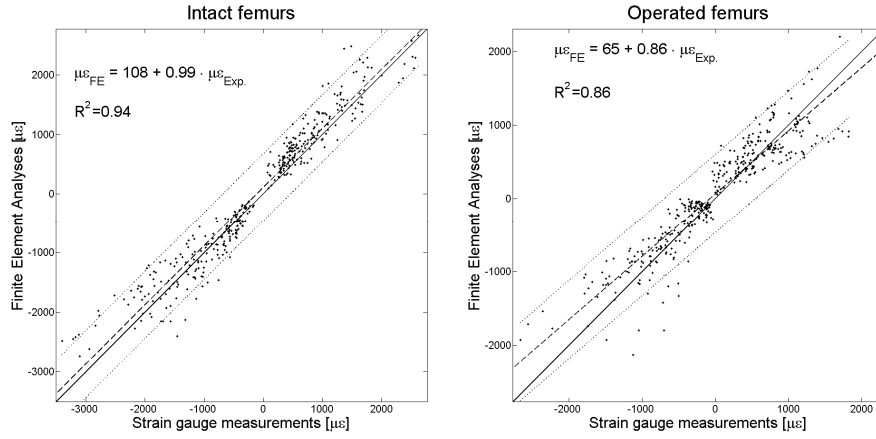 Intact femurs
με_FE = 108 + 0.99 · με_Exp.
R²=0.94
Finite Element Analyses [με]
2000
1000
0
-1000
-2000
-3000
-3000 -2000 -1000 0 1000 2000
Strain gauge measurements [με]
Operated femurs
με_FE = 65 + 0.86 · με_Exp.
R²=0.86
Finite Element Analyses [με]
2000
1000
0
-1000
-2000
-2000 -1000 0 1000 2000
Strain gauge measurements [με]